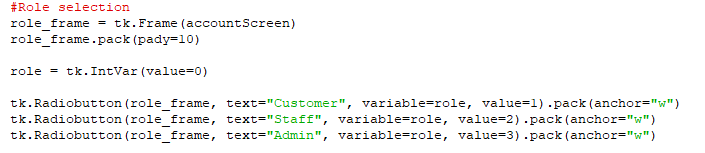 #Role selection
role_frame = tk.Frame(accountScreen)
role_frame.pack(pady=10)
role = tk.IntVar(value=0)
tk.Radiobutton(role_frame, text="Customer", variable=role, value=1).pack(anchor="w")
tk.Radiobutton(role_frame, text="Staff", variable=role, value=2).pack(anchor="w")
tk.Radiobutton(role_frame, text="Admin", variable=role, value=3).pack(anchor="w")